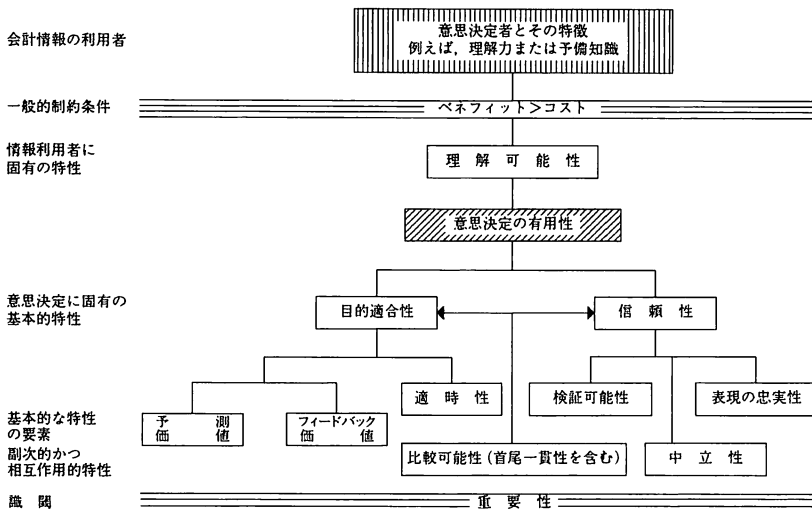 会計情報の利用者
意思決定者とその特徴
例えば,理解力または予備知識
一般的制約条件
ベネフィット>コスト
情報利用者に
固有の特性
理解可能性
意思決定の有用性
意思決定に固有の
基本的特性
目的適合性
信頼性
基本的な特性
の要素
予測
価値
フィードバック
価値
適時性
検証可能性
表現の忠実性
副次的かつ
相互作用的特性
比較可能性(首尾一貫性を含む)
中立性
識閾
重要性